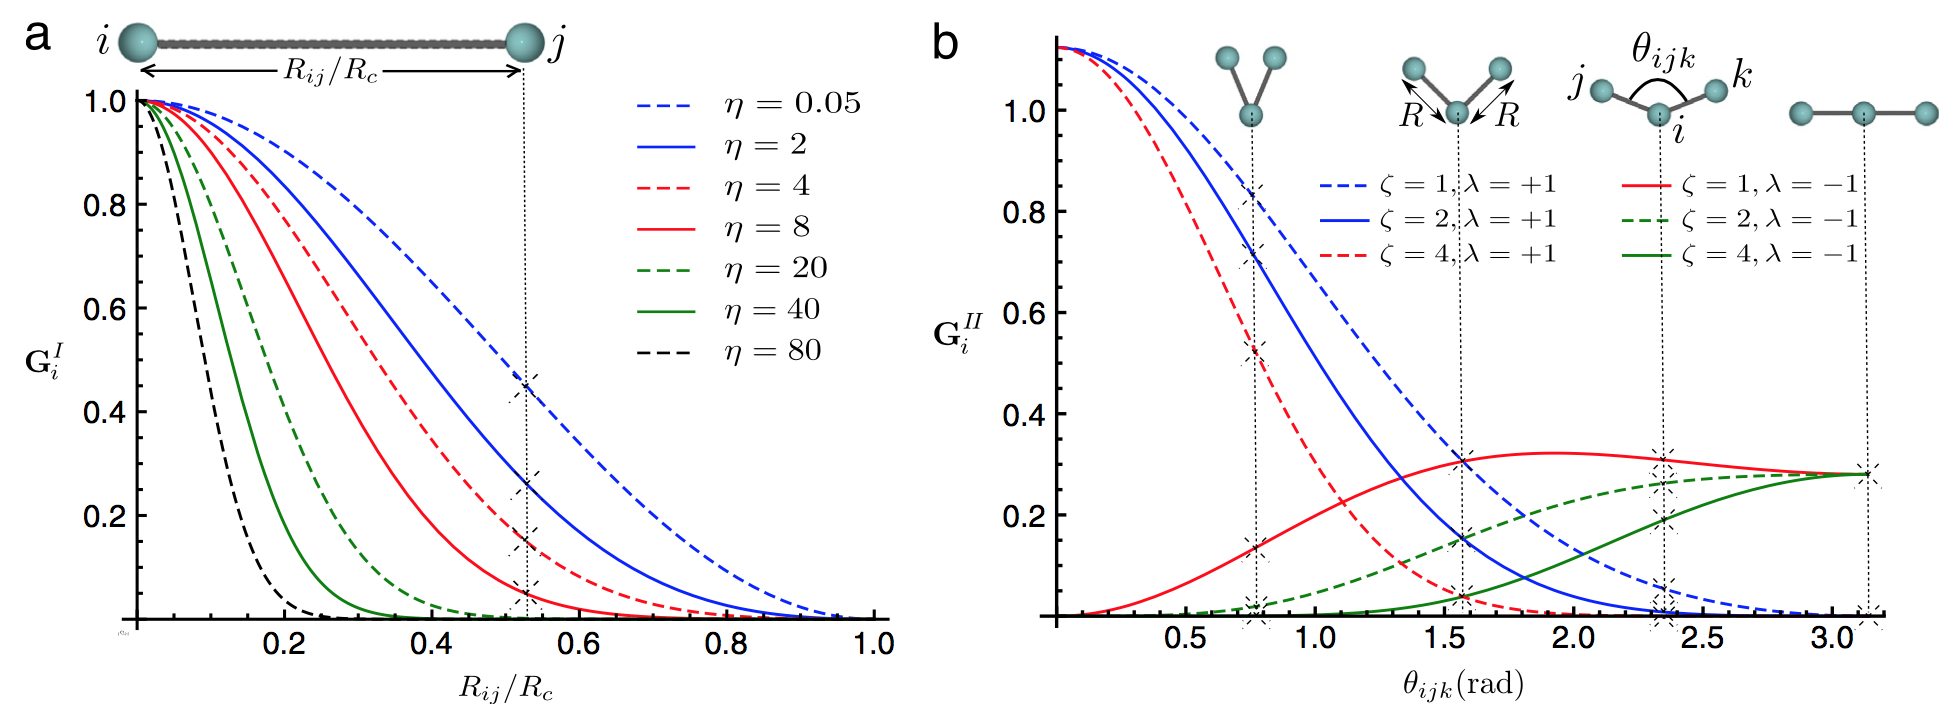 a
i
j
R_{ij}/R_c
1.0
0.8
0.6
0.4
0.2
G_i^I
η = 0.05
η = 2
η = 4
η = 8
η = 20
η = 40
η = 80
0.2 0.4 0.6 0.8 1.0
R_{ij}/R_c
b
θ_{ijk}
j k
R R
i
1.0
0.8
0.6
0.4
0.2
G_i^{II}
ζ = 1, λ = +1
ζ = 2, λ = +1
ζ = 4, λ = +1
ζ = 1, λ = −1
ζ = 2, λ = −1
ζ = 4, λ = −1
0.5 1.0 1.5 2.0 2.5 3.0
θ_{ijk}(rad)